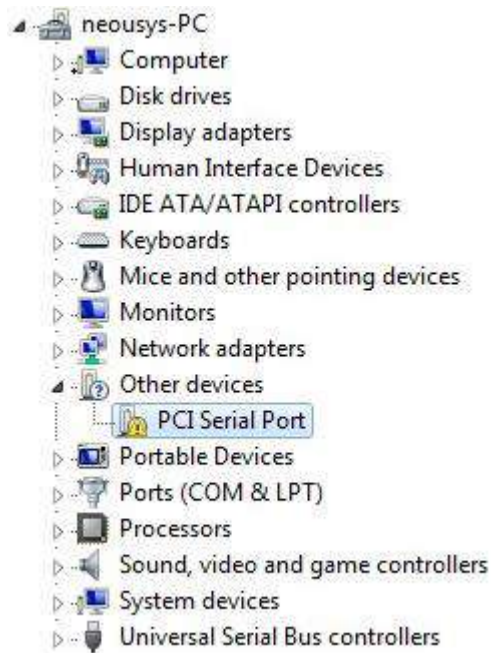 neousys-PC
Computer
Disk drives
Display adapters
Human Interface Devices
IDE ATA/ATAPI controllers
Keyboards
Mice and other pointing devices
Monitors
Network adapters
Other devices
PCI Serial Port
Portable Devices
Ports (COM & LPT)
Processors
Sound, video and game controllers
System devices
Universal Serial Bus controllers